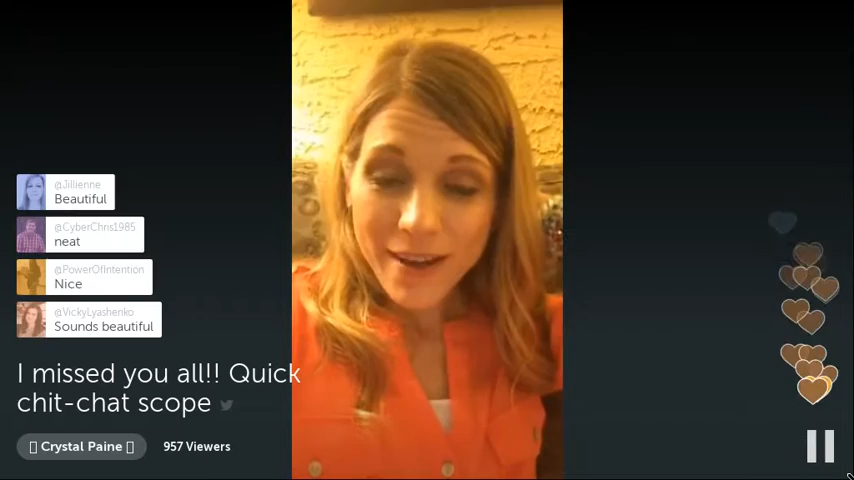 @Jillienne
Beautiful
@CyberChris1985
neat
@PowerOfIntention
Nice
@VickyLyashenko
Sounds beautiful
I missed you all!! Quick
chit-chat scope
Crystal Paine
957 Viewers